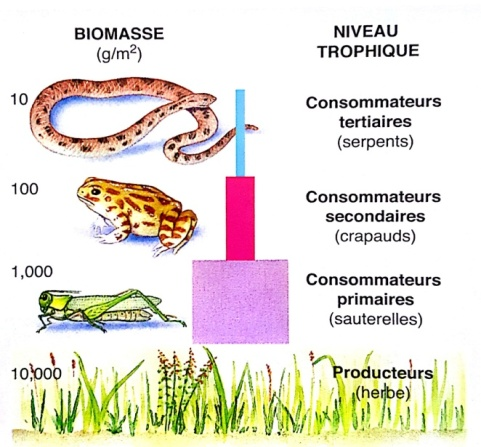 BIOMASSE
(g/m²)
NIVEAU
TROPHIQUE
10
Consommateurs
tertiaires
(serpents)
100
Consommateurs
secondaires
(crapauds)
1,000
Consommateurs
primaires
(sauterelles)
10,000
Producteurs
(herbe)